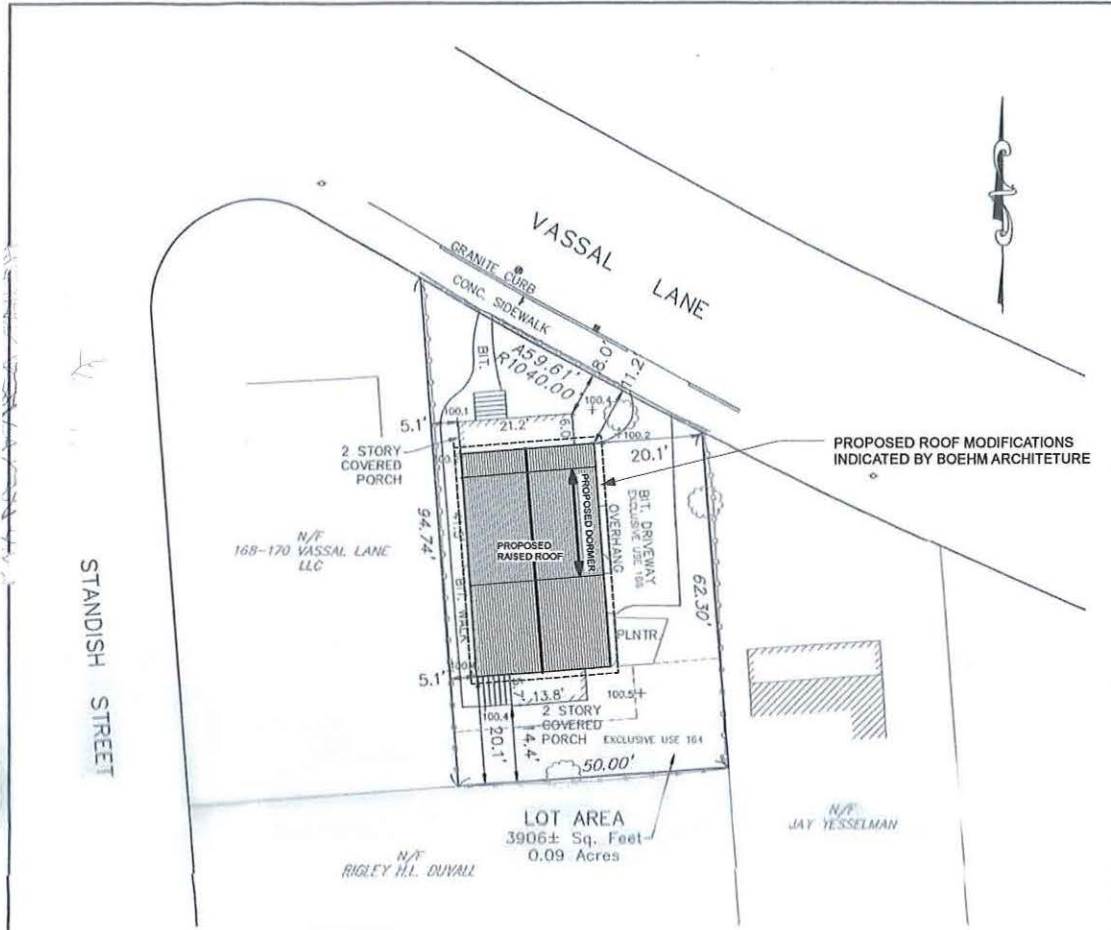 VASSAL LANE
GRANITE CURB
CONC. SIDEWALK
BIT.
A59.61'
R1040.00'
8.0'
11.2'
100.4
100.1
100.2
5.1'
21.2'
6.0
20.1'
2 STORY
COVERED
PORCH
PROPOSED ROOF MODIFICATIONS
INDICATED BY BOEHM ARCHITETURE
94.74'
PROPOSED
RAISED ROOF
PROPOSED DORMER
OVERHANG
BIT. DRIVEWAY
EXCLUSIVE USE
62.30'
N/F
168-170 VASSAL LANE
LLC
BIT. WALK
STANDISH STREET
PLNTR.
5.1'
13.8'
100.5
100.4
2 STORY
COVERED
PORCH
EXCLUSIVE USE 164
20.1'
14.4'
50.00'
LOT AREA
3906± Sq. Feet
0.09 Acres
N/F
JAY YESSELMAN
N/F
RIGLEY H.L. DUVALL